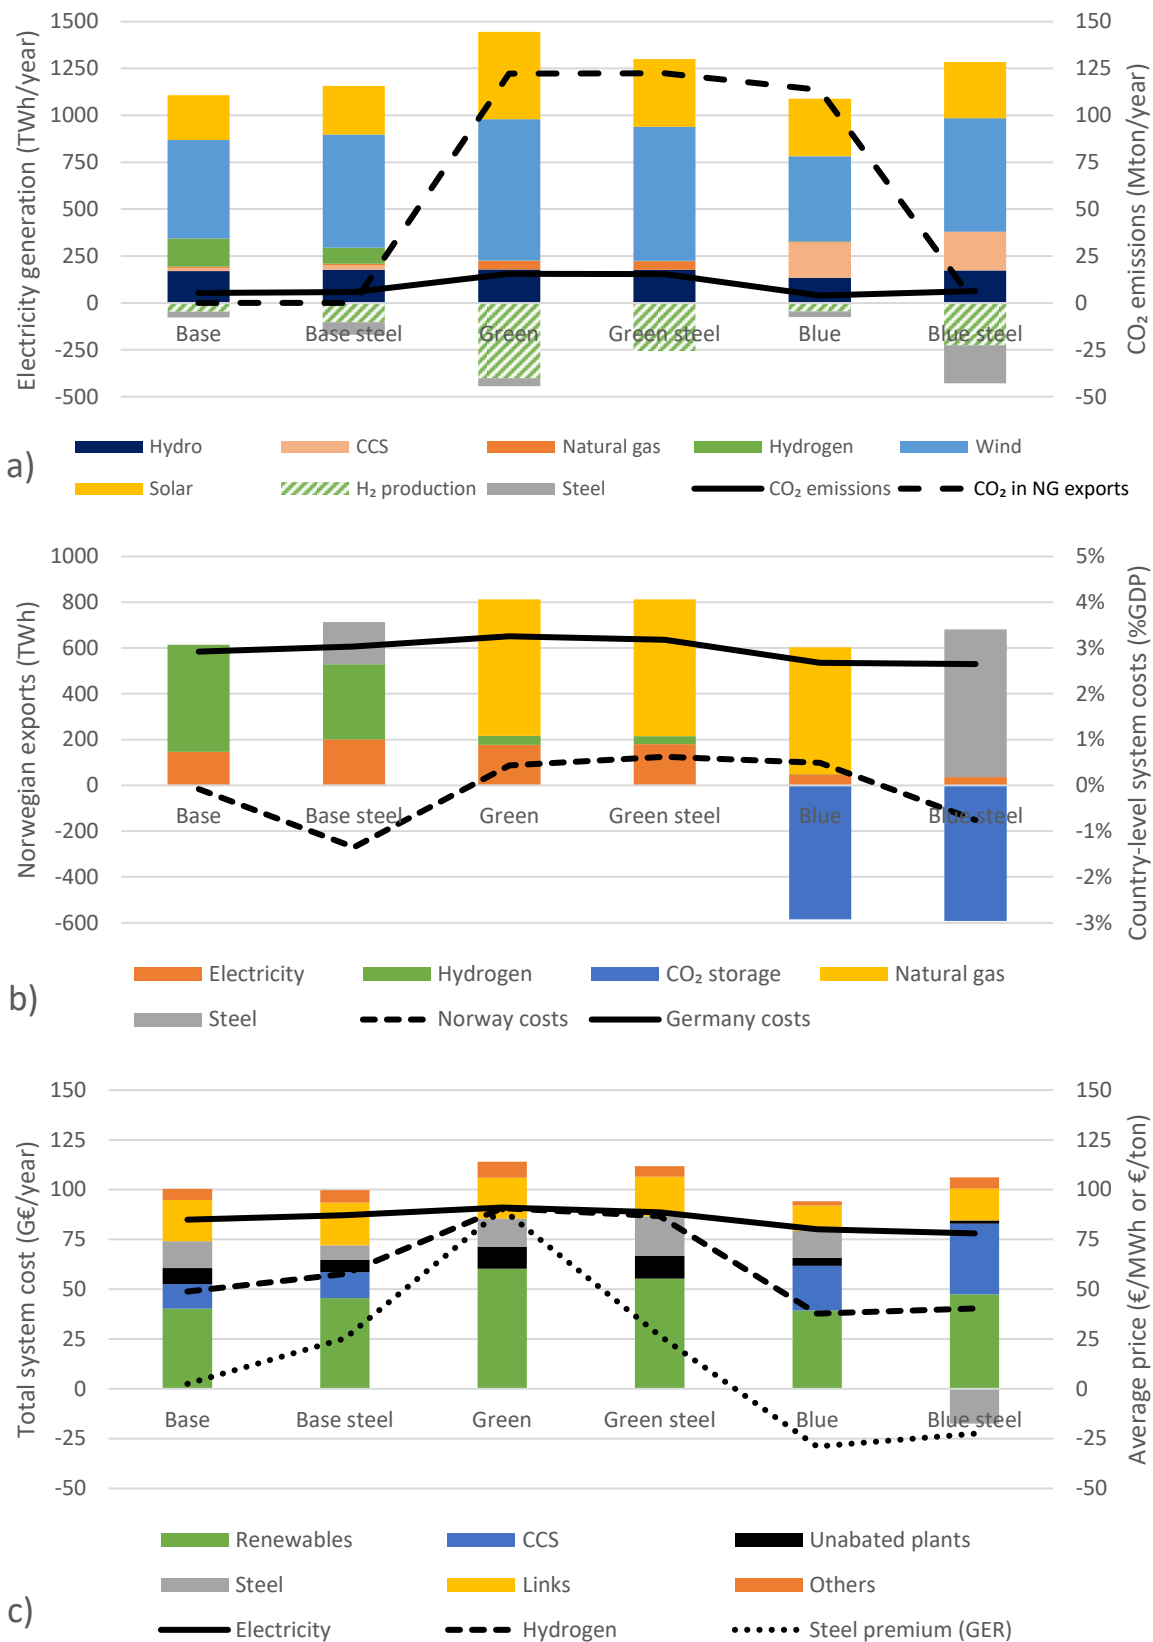 1500
1250
1000
750
500
250
0
-250
-500
Electricity generation (TWh/year)
150
125
100
75
50
25
0
-25
-50
CO₂ emissions (Mton/year)
Base
Base steel
Green
Green steel
Blue
Blue steel
Hydro
CCS
Natural gas
Hydrogen
Wind
Solar
H₂ production
Steel
CO₂ emissions
CO₂ in NG exports
a)
1000
800
600
400
200
0
-200
-400
-600
Norwegian exports (TWh)
5%
4%
3%
2%
1%
0%
-1%
-2%
-3%
Country-level system costs (%GDP)
Base
Base steel
Green
Green steel
Blue
Blue steel
Electricity
Hydrogen
CO₂ storage
Natural gas
Steel
Norway costs
Germany costs
b)
150
125
100
75
50
25
0
-25
-50
Total system cost (G€/year)
150
125
100
75
50
25
0
-25
-50
Average price (€/MWh or €/ton)
Base
Base steel
Green
Green steel
Blue
Blue steel
Renewables
CCS
Unabated plants
Steel
Links
Others
Electricity
Hydrogen
Steel premium (GER)
c)